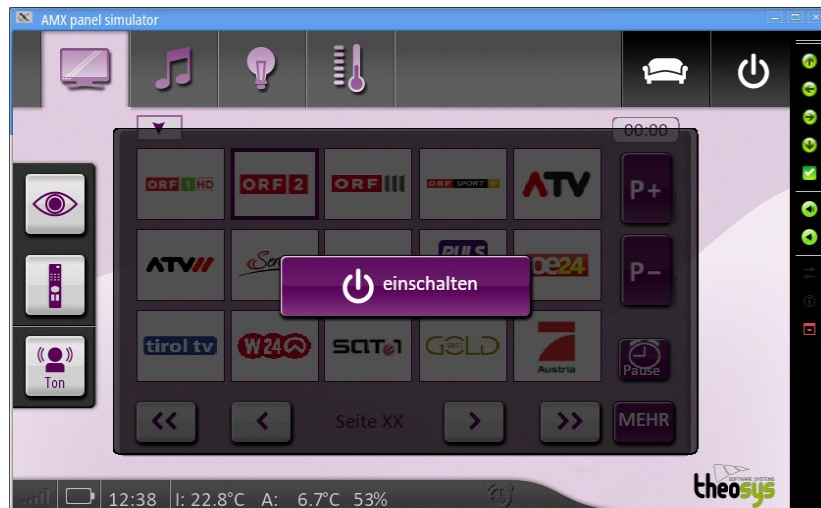 AMX panel simulator
00:00
ORF 1 HD
ORF 2
ORF III
ORF SPORT +
ATV
P+
ATV II
PULS
oe24
P–
einschalten
tirol tv
W24
SAT.1
GOLD
Austria
Pause
Ton
Seite XX
MEHR
12:38 I: 22.8°C A: 6.7°C 53%
SOFTWARE SYSTEMS
theosys